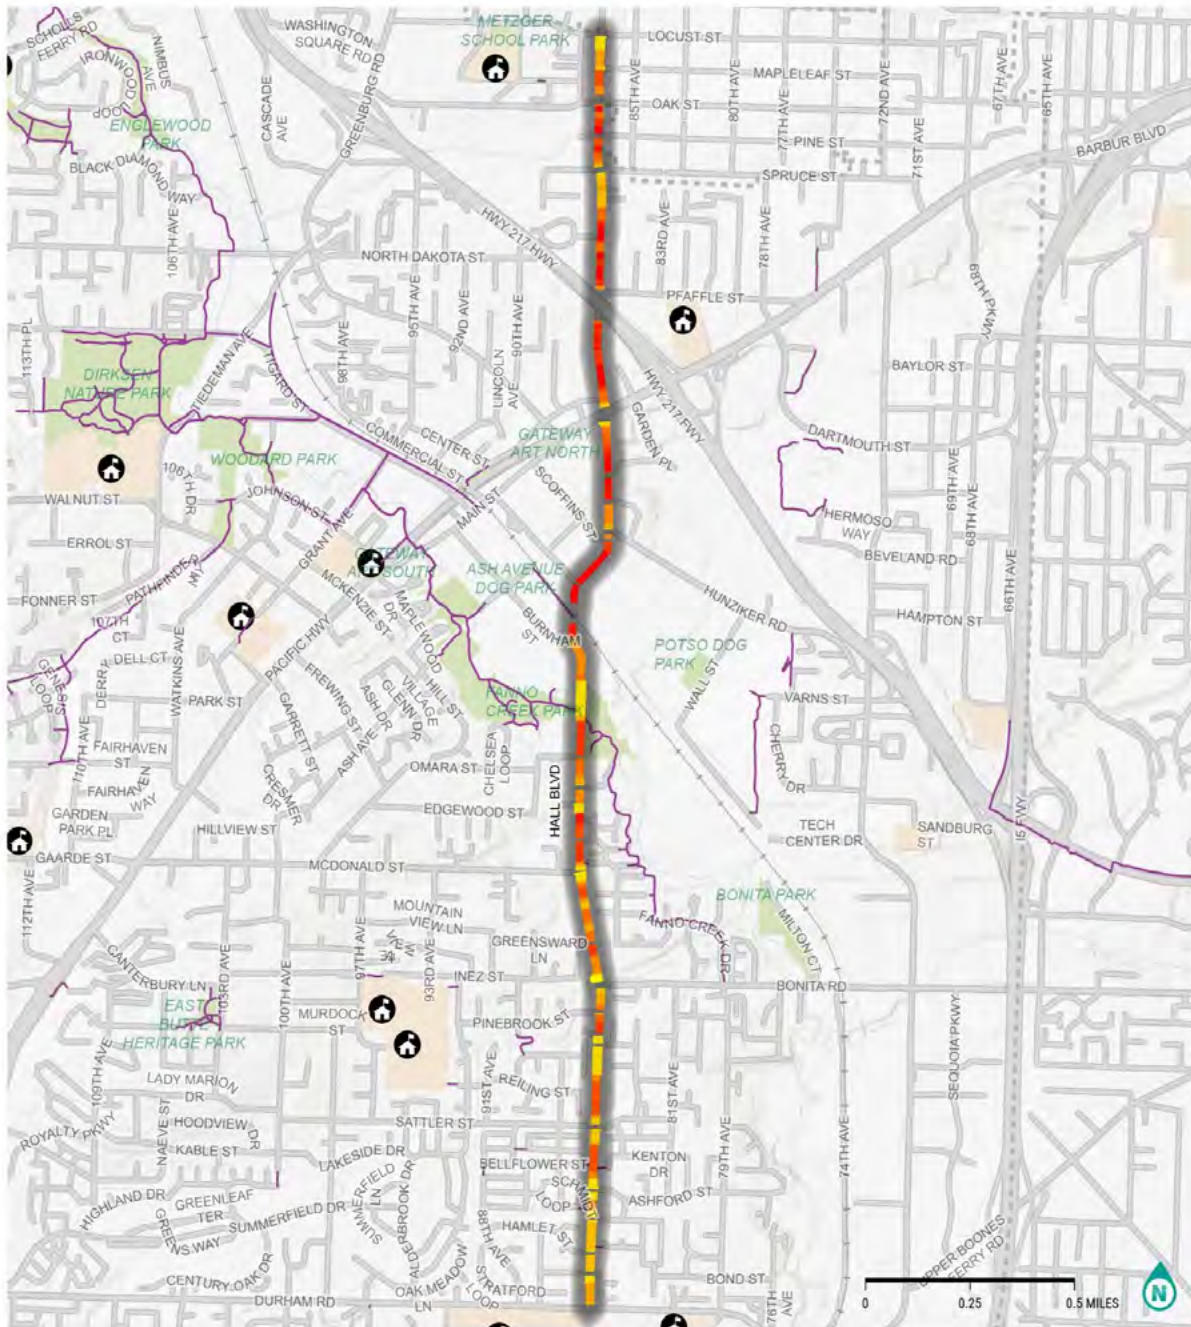 METZGER
SCHOOL PARK
SCHOLLS
FERRY RD
NIMBUS
AVE
IRONWOOD
LOOP
WASHINGTON
SQUARE RD
GREENBURG RD
CASCADE
AVE
LOCUST ST
MAPLELEAF ST
OAK ST
PINE ST
SPRUCE ST
85TH AVE
80TH AVE
77TH AVE
72ND AVE
71ST AVE
67TH AVE
65TH AVE
BARBUR BLVD
ENGLEWOOD
PARK
BLACK DIAMOND WAY
106TH AVE
HWY 217 HWY
83RD AVE
78TH AVE
NORTH DAKOTA ST
95TH AVE
92ND AVE
90TH AVE
PFAFFLE ST
68TH PKWY
113TH PL
DIRKSEN
NATURE PARK
TIEDEMAN AVE
TIGARD ST
98TH AVE
LINCOLN
AVE
HWY 217 FWY
BAYLOR ST
GARDEN PL
DARTMOUTH ST
WOODARD PARK
COMMERCIAL ST
CENTER ST
GATEWAY
ART NORTH
SCOFFINS ST
MAIN ST
WALNUT ST
108TH DR
JOHNSON ST
GRANT AVE
69TH AVE
68TH AVE
HERMOSO
WAY
BEVELAND RD
ERROL ST
FONNER ST
107TH
CT
GATEWAY
ART SOUTH
ASH AVENUE
DOG PARK
BURNHAM
ST
HUNZIKER RD
HAMPTON ST
66TH AVE
MCKENZIE ST
MAPLEWOOD
DR
PACIFIC HWY
GENESIS
LOOP
DELL CT
WATKINS AVE
PARK ST
GARRETT ST
FREWING ST
ASH DR
ASH AVE
VILLAGE
GLENN DR
HILL ST
FANNO
CREEK PARK
POTSO DOG
PARK
WALL ST
VARNS ST
CHERRY
DR
110TH AVE
FAIRHAVEN
ST
FAIRHAVEN
WAY
GARDEN
PARK PL
CRESMER
DR
OMARA ST
CHELSEA
LOOP
EDGEWOOD ST
HALL BLVD
HILLVIEW ST
GAARDE ST
MCDONALD ST
TECH
CENTER DR
SANDBURG
ST
I5 FWY
112TH AVE
MOUNTAIN
VIEW LN
GREENSWARD
LN
BONITA PARK
FANNO CREEK DR
MILTON CT
97TH AVE
93RD AVE
INEZ ST
BONITA RD
CANTERBURY LN
103RD AVE
100TH AVE
EAST
BUTTE
HERITAGE PARK
MURDOCK
ST
PINEBROOK ST
109TH AVE
LADY MARION
DR
91ST AVE
REILING ST
81ST AVE
79TH AVE
74TH AVE
SEQUOIA PKWY
ROYALTY PKWY
NAEVE ST
HOODVIEW
DR
KABLE ST
SATTLER ST
LAKESIDE DR
BELLFLOWER ST
KENTON
DR
SCHMIDT
LOOP
ASHFORD ST
HIGHLAND DR
GREENLEAF
TER
GREENS WAY
SUMMERFIELD DR
SUMMERFIELD
LN
ALDERBROOK DR
88TH AVE
HAMLET ST
CENTURY OAK DR
OAK MEADOW
LN
STRATFORD
LOOP
DURHAM RD
BOND ST
76TH
AVE
UPPER BOONES
FERRY RD
0 0.25 0.5 MILES
N